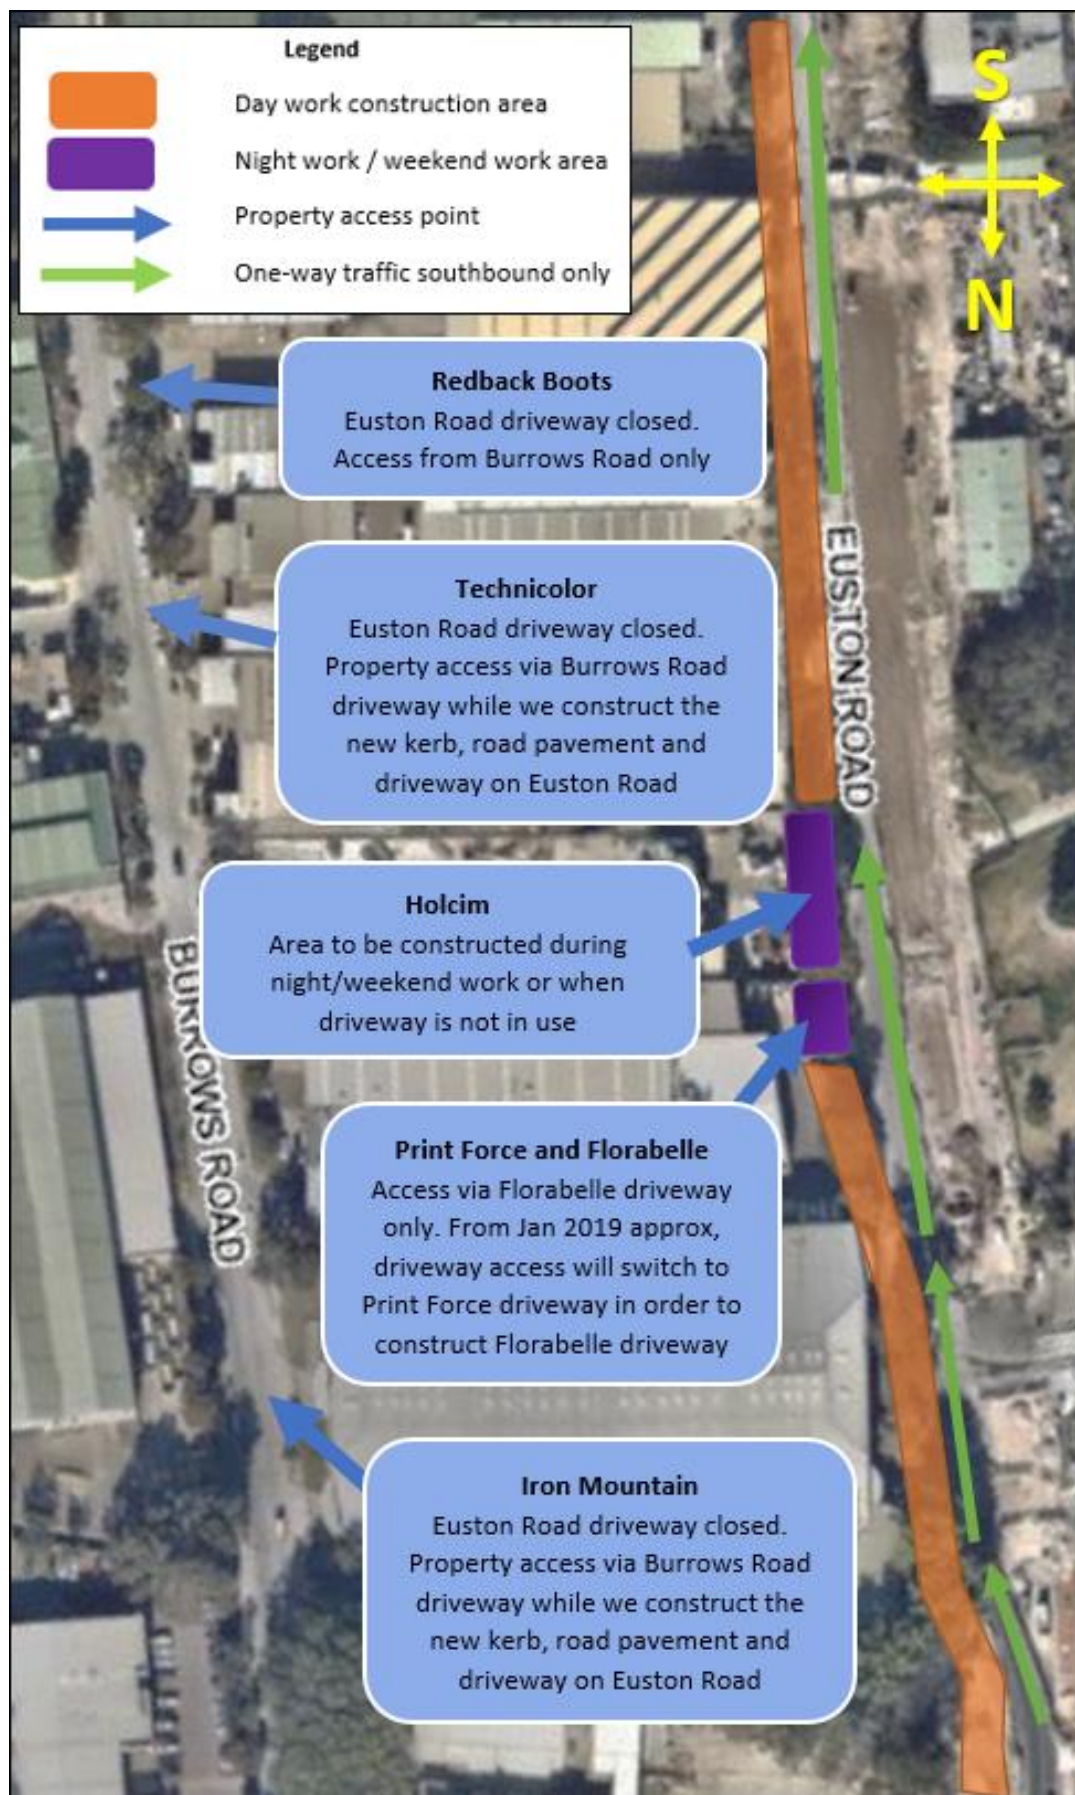 Legend
Day work construction area
Night work / weekend work area
Property access point
One-way traffic southbound only
S
N
Redback Boots
Euston Road driveway closed.
Access from Burrows Road only
EUSTON ROAD
Technicolor
Euston Road driveway closed.
Property access via Burrows Road
driveway while we construct the
new kerb, road pavement and
driveway on Euston Road
Holcim
Area to be constructed during
night/weekend work or when
driveway is not in use
BURROWS ROAD
Print Force and Florabelle
Access via Florabelle driveway
only. From Jan 2019 approx,
driveway access will switch to
Print Force driveway in order to
construct Florabelle driveway
Iron Mountain
Euston Road driveway closed.
Property access via Burrows Road
driveway while we construct the
new kerb, road pavement and
driveway on Euston Road